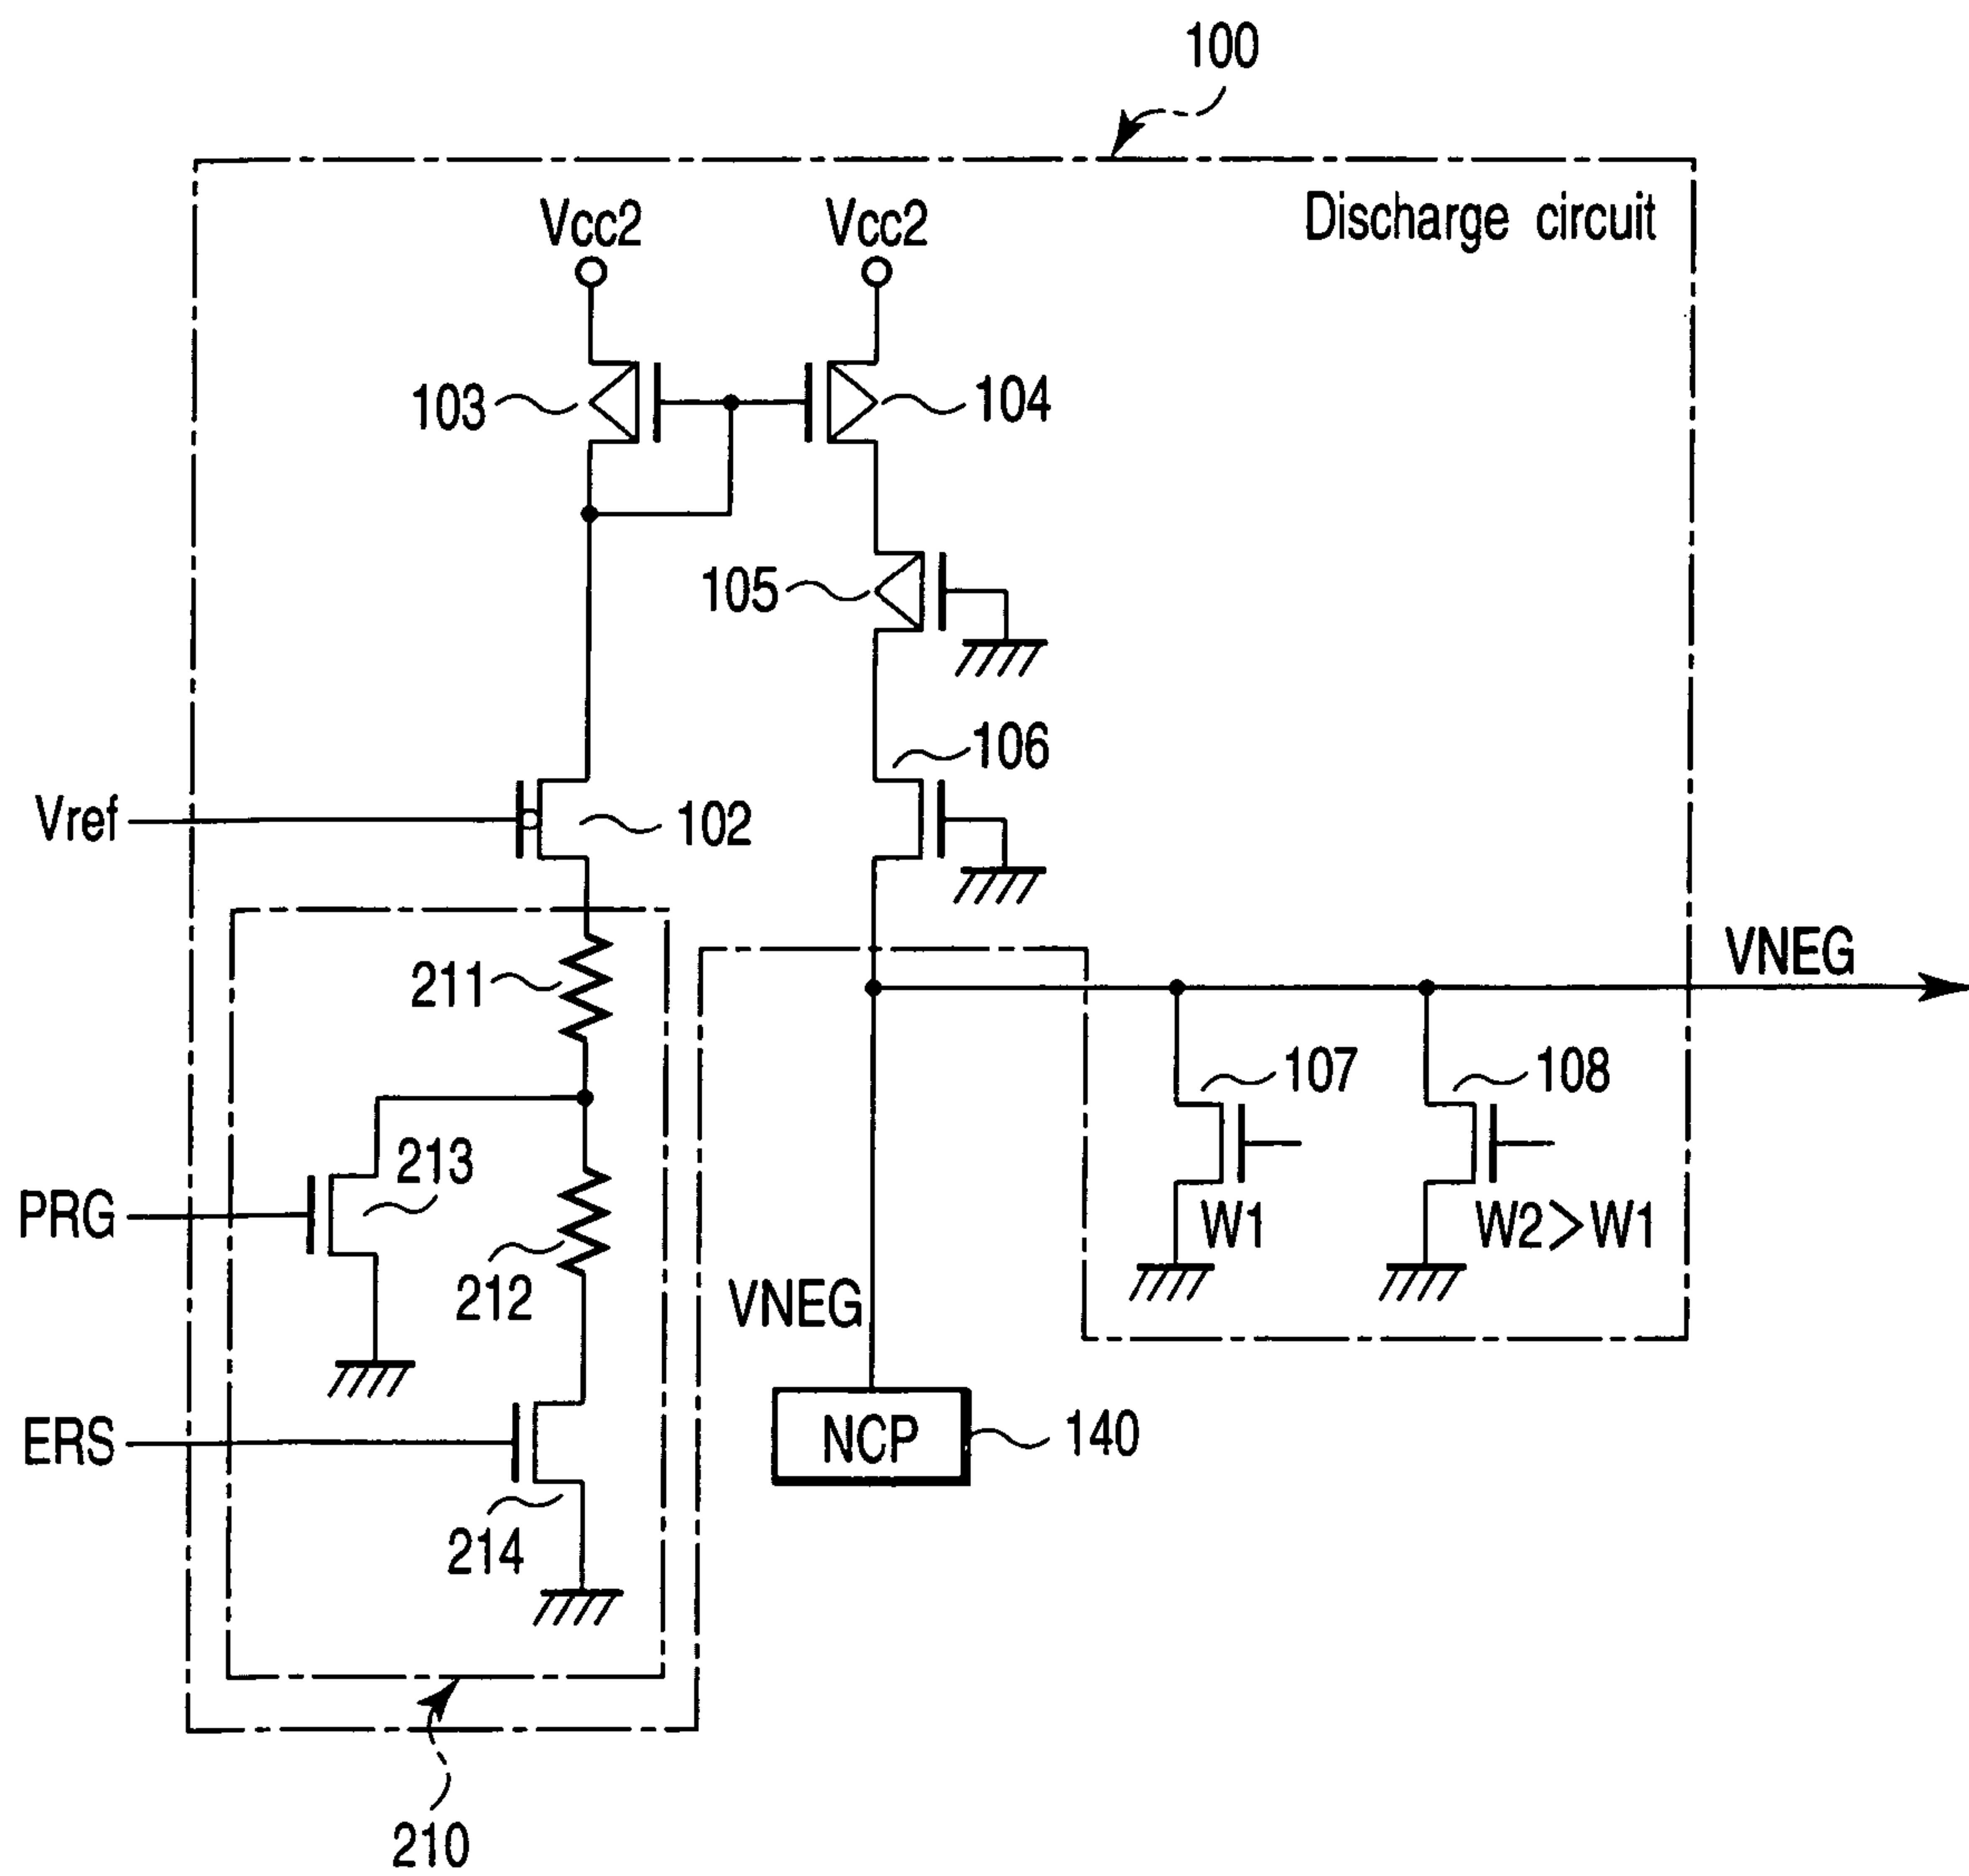 100
Discharge circuit
Vcc2
Vcc2
103
104
105
106
Vref
102
VNEG
211
107
108
213
PRG
W1
W2>W1
212
VNEG
ERS
NCP
140
214
210